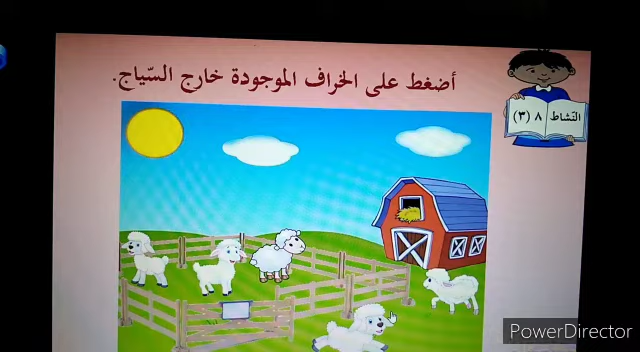 أضغط على الخراف الموجودة خارج السّياج.
النّشاط ٨ (٣)
PowerDirector